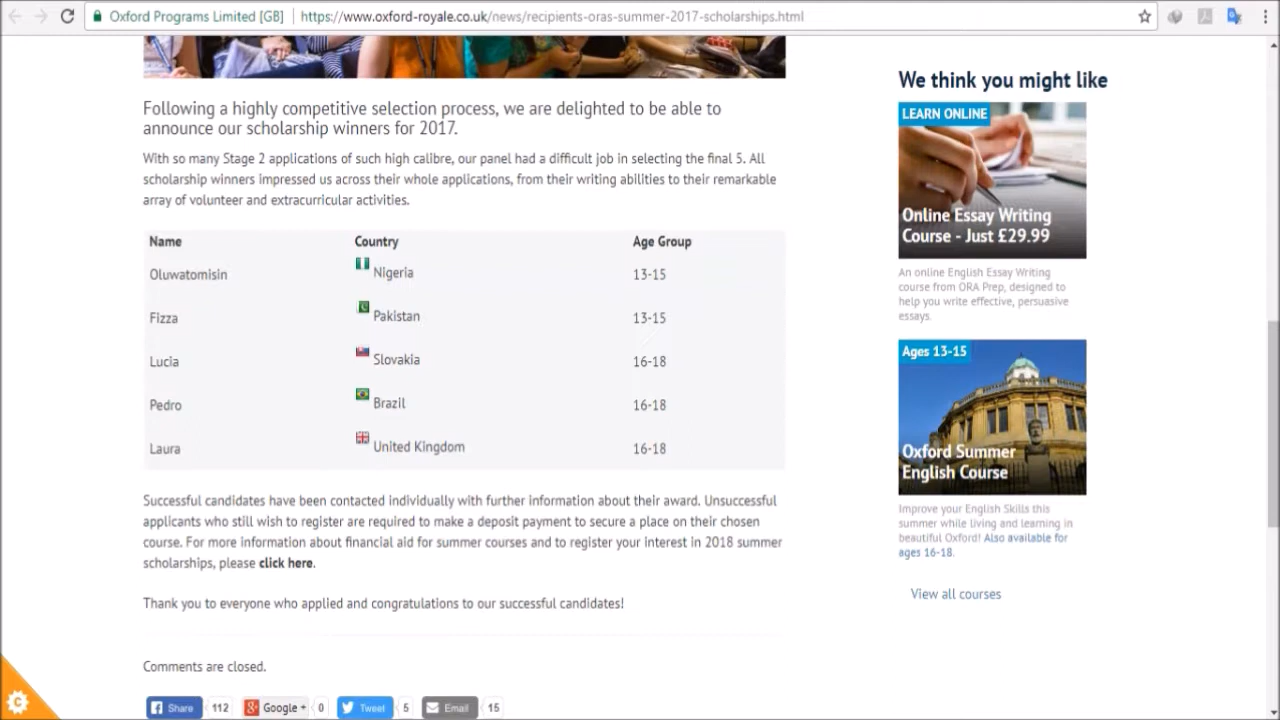 Oxford Programs Limited [GB] https://www.oxford-royale.co.uk/news/recipients-oras-summer-2017-scholarships.html
Following a highly competitive selection process, we are delighted to be able to
announce our scholarship winners for 2017.
With so many Stage 2 applications of such high calibre, our panel had a difficult job in selecting the final 5. All
scholarship winners impressed us across their whole applications, from their writing abilities to their remarkable
array of volunteer and extracurricular activities.
Name Country Age Group
Oluwatomisin Nigeria 13-15
Fizza Pakistan 13-15
Lucia Slovakia 16-18
Pedro Brazil 16-18
Laura United Kingdom 16-18
Successful candidates have been contacted individually with further information about their award. Unsuccessful
applicants who still wish to register are required to make a deposit payment to secure a place on their chosen
course. For more information about financial aid for summer courses and to register your interest in 2018 summer
scholarships, please click here.
Thank you to everyone who applied and congratulations to our successful candidates!
Comments are closed.
Share 112 Google + 0 Tweet 5 Email 15
We think you might like
LEARN ONLINE
Online Essay Writing
Course - Just £29.99
An online English Essay Writing
course from ORA Prep, designed to
help you write effective, persuasive
essays.
Ages 13-15
Oxford Summer
English Course
Improve your English Skills this
summer while living and learning in
beautiful Oxford! Also available for
ages 16-18.
View all courses